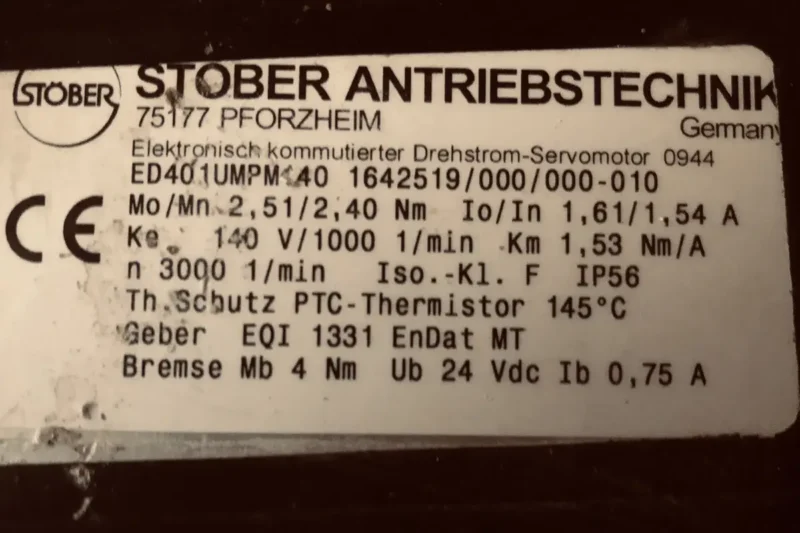 STÖBER STÖBER ANTRIEBSTECHNIK
75177 PFORZHEIM Germany
Elektronisch kommutierter Drehstrom-Servomotor 0944
ED401UMPM 140 1642519/000/000-010
Mo/Mn 2,51/2,40 Nm Io/In 1,61/1,54 A
Ke 140 V/1000 1/min Km 1,53 Nm/A
n 3000 1/min Iso.-Kl. F IP56
Th.Schutz PTC-Thermistor 145°C
Geber EQI 1331 EnDat MT
Bremse Mb 4 Nm Ub 24 Vdc Ib 0,75 A
CE